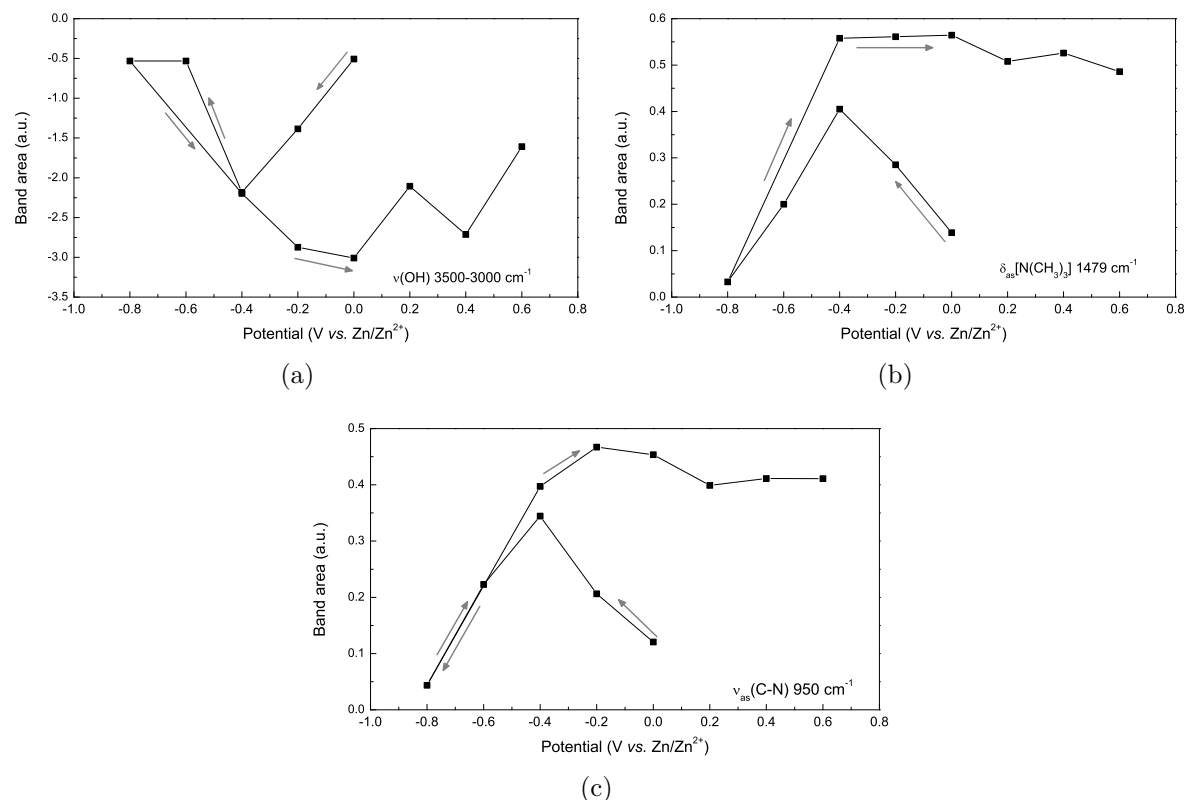 0.0
-0.5
-1.0
-1.5
-2.0
-2.5
-3.0
-3.5
Band area (a.u.)
ν(OH) 3500-3000 cm⁻¹
-1.0 -0.8 -0.6 -0.4 -0.2 0.0 0.2 0.4 0.6 0.8
Potential (V vs. Zn/Zn²⁺)
(a)
0.6
0.5
0.4
0.3
0.2
0.1
0.0
Band area (a.u.)
δas[N(CH₃)₃] 1479 cm⁻¹
-1.0 -0.8 -0.6 -0.4 -0.2 0.0 0.2 0.4 0.6 0.8
Potential (V vs. Zn/Zn²⁺)
(b)
0.5
0.4
0.3
0.2
0.1
0.0
Band area (a.u.)
νas(C-N) 950 cm⁻¹
-1.0 -0.8 -0.6 -0.4 -0.2 0.0 0.2 0.4 0.6 0.8
Potential (V vs. Zn/Zn²⁺)
(c)